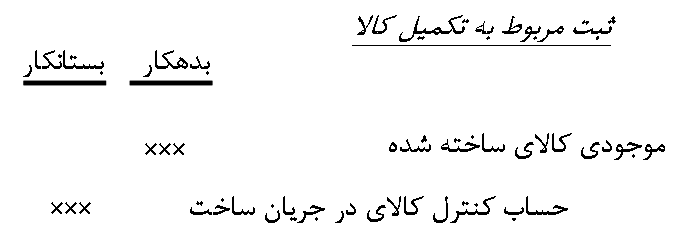 ثبت مربوط به تکمیل کالا
بدهکار بستانکار
موجودی کالای ساخته شده ×××
حساب کنترل کالای در جریان ساخت ×××